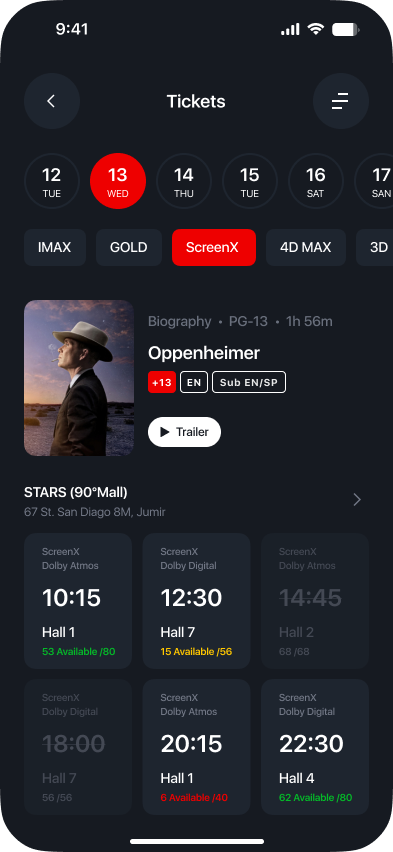 9:41
Tickets
12 13 14 15 16 17
TUE WED THU TUE SAT SAN
IMAX GOLD ScreenX 4D MAX 3D
Biography • PG-13 • 1h 56m
Oppenheimer
+13 EN Sub EN/SP
Trailer
STARS (90°Mall)
67 St. San Diago 8M, Jumir
ScreenX
Dolby Atmos
10:15
Hall 1
53 Available /80
ScreenX
Dolby Digital
12:30
Hall 7
15 Available /56
ScreenX
Dolby Atmos
14:45
Hall 2
68 /68
ScreenX
Dolby Digital
18:00
Hall 7
56 /56
ScreenX
Dolby Atmos
20:15
Hall 1
6 Available /40
ScreenX
Dolby Digital
22:30
Hall 4
62 Available /80